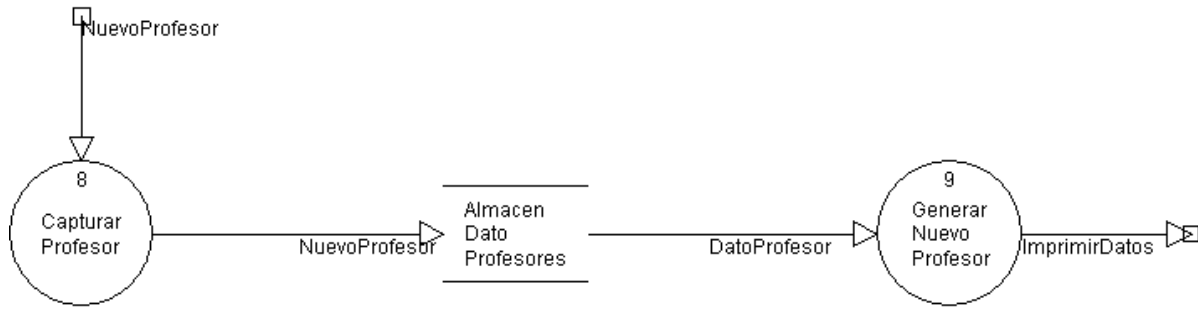 NuevoProfesor
8
Capturar
Profesor
NuevoProfesor
Almacen
Dato
Profesores
DatoProfesor
9
Generar
Nuevo
Profesor
ImprimirDatos